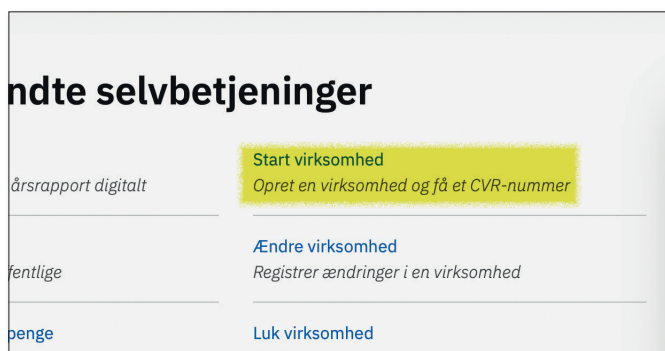 ndte selvbetjeninger
årsrapport digitalt
fentlige
penge
Start virksomhed
Opret en virksomhed og få et CVR-nummer
Ændre virksomhed
Registrer ændringer i en virksomhed
Luk virksomhed